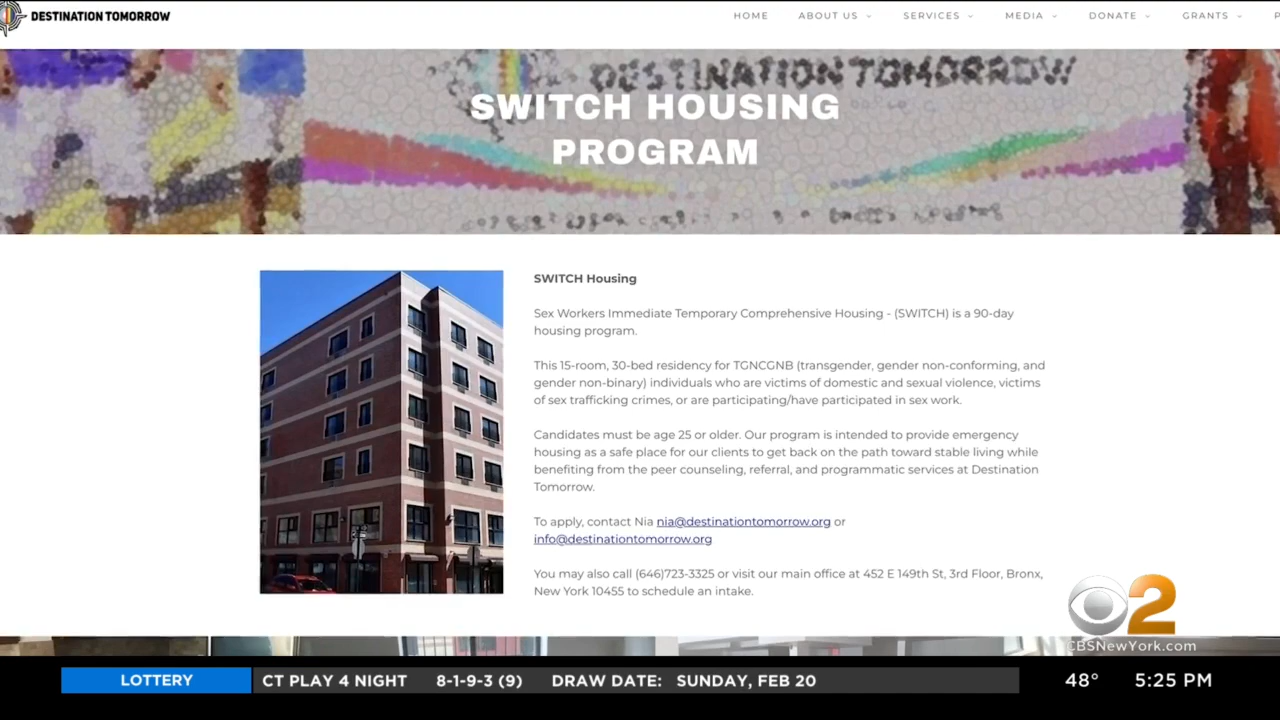 DESTINATION TOMORROW
HOME ABOUT US SERVICES MEDIA DONATE GRANTS
DESTINATION TOMORROW
SWITCH HOUSING
PROGRAM
SWITCH Housing
Sex Workers Immediate Temporary Comprehensive Housing - (SWITCH) is a 90-day
housing program.
This 15-room, 30-bed residency for TGNCGNB (transgender, gender non-conforming, and
gender non-binary) individuals who are victims of domestic and sexual violence, victims
of sex trafficking crimes, or are participating/have participated in sex work.
Candidates must be age 25 or older. Our program is intended to provide emergency
housing as a safe place for our clients to get back on the path toward stable living while
benefiting from the peer counseling, referral, and programmatic services at Destination
Tomorrow.
To apply, contact Nia nia@destinationtomorrow.org or
info@destinationtomorrow.org
You may also call (646)723-3325 or visit our main office at 452 E 149th St, 3rd Floor, Bronx,
New York 10455 to schedule an intake.
2
CBSNewYork.com
LOTTERY CT PLAY 4 NIGHT 8-1-9-3 (9) DRAW DATE: SUNDAY, FEB 20 48° 5:25 PM